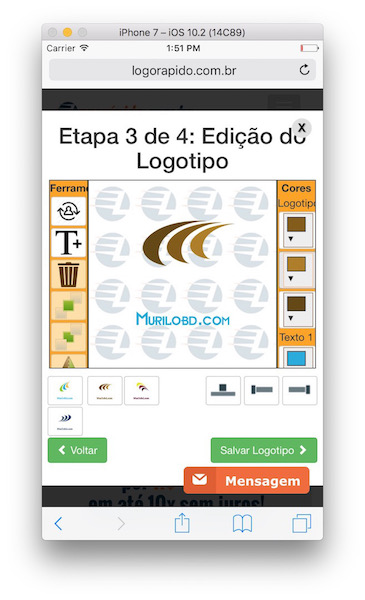 iPhone 7 – iOS 10.2 (14C89)
Carrier 1:51 PM
logorapido.com.br
X
Etapa 3 de 4: Edição do
Logotipo
Ferrame Cores
Logotipo
T+
Murilobd.com
Texto 1
Voltar Salvar Logotipo
Mensagem
em até 10x sem juros!